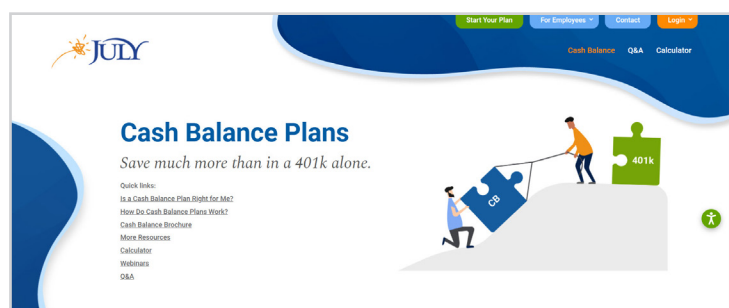 Start Your Plan For Employees Contact Login
JULY
Cash Balance Q&A Calculator
Cash Balance Plans
Save much more than in a 401k alone.
Quick links:
Is a Cash Balance Plan Right for Me?
How Do Cash Balance Plans Work?
Cash Balance Brochure
More Resources
Calculator
Webinars
Q&A
401k
CB